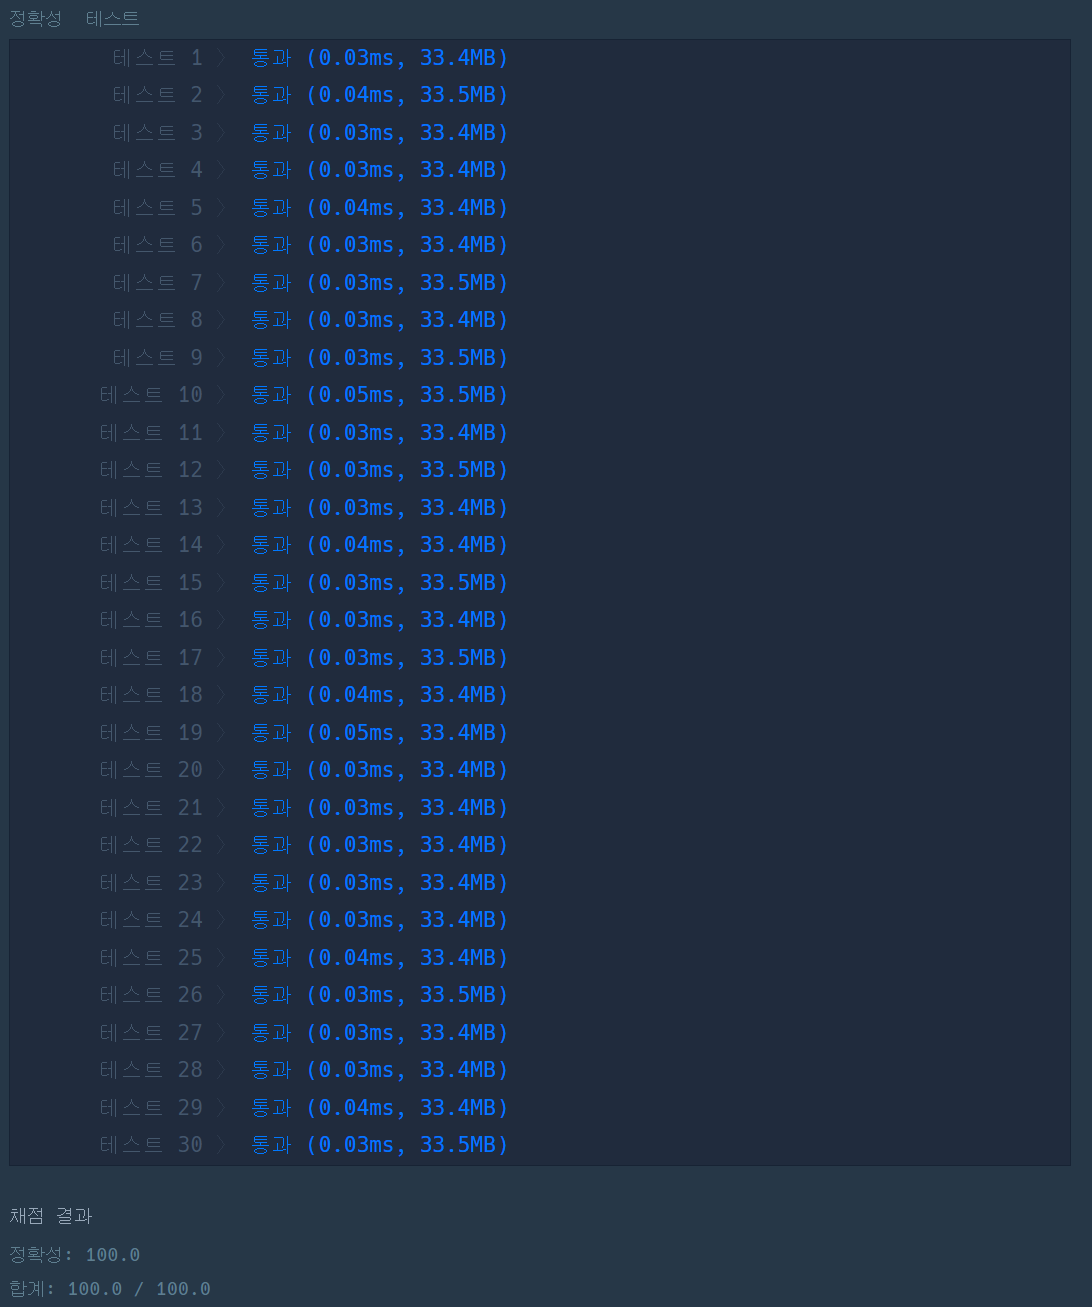 정확성 테스트
테스트 1 〉 통과 (0.03ms, 33.4MB)
테스트 2 〉 통과 (0.04ms, 33.5MB)
테스트 3 〉 통과 (0.03ms, 33.4MB)
테스트 4 〉 통과 (0.03ms, 33.4MB)
테스트 5 〉 통과 (0.04ms, 33.4MB)
테스트 6 〉 통과 (0.03ms, 33.4MB)
테스트 7 〉 통과 (0.03ms, 33.5MB)
테스트 8 〉 통과 (0.03ms, 33.4MB)
테스트 9 〉 통과 (0.03ms, 33.5MB)
테스트 10 〉 통과 (0.05ms, 33.5MB)
테스트 11 〉 통과 (0.03ms, 33.4MB)
테스트 12 〉 통과 (0.03ms, 33.5MB)
테스트 13 〉 통과 (0.03ms, 33.4MB)
테스트 14 〉 통과 (0.04ms, 33.4MB)
테스트 15 〉 통과 (0.03ms, 33.5MB)
테스트 16 〉 통과 (0.03ms, 33.4MB)
테스트 17 〉 통과 (0.03ms, 33.5MB)
테스트 18 〉 통과 (0.04ms, 33.4MB)
테스트 19 〉 통과 (0.05ms, 33.4MB)
테스트 20 〉 통과 (0.03ms, 33.4MB)
테스트 21 〉 통과 (0.03ms, 33.4MB)
테스트 22 〉 통과 (0.03ms, 33.4MB)
테스트 23 〉 통과 (0.03ms, 33.4MB)
테스트 24 〉 통과 (0.03ms, 33.4MB)
테스트 25 〉 통과 (0.04ms, 33.4MB)
테스트 26 〉 통과 (0.03ms, 33.5MB)
테스트 27 〉 통과 (0.03ms, 33.4MB)
테스트 28 〉 통과 (0.03ms, 33.4MB)
테스트 29 〉 통과 (0.04ms, 33.4MB)
테스트 30 〉 통과 (0.03ms, 33.5MB)
채점 결과
정확성: 100.0
합계: 100.0 / 100.0